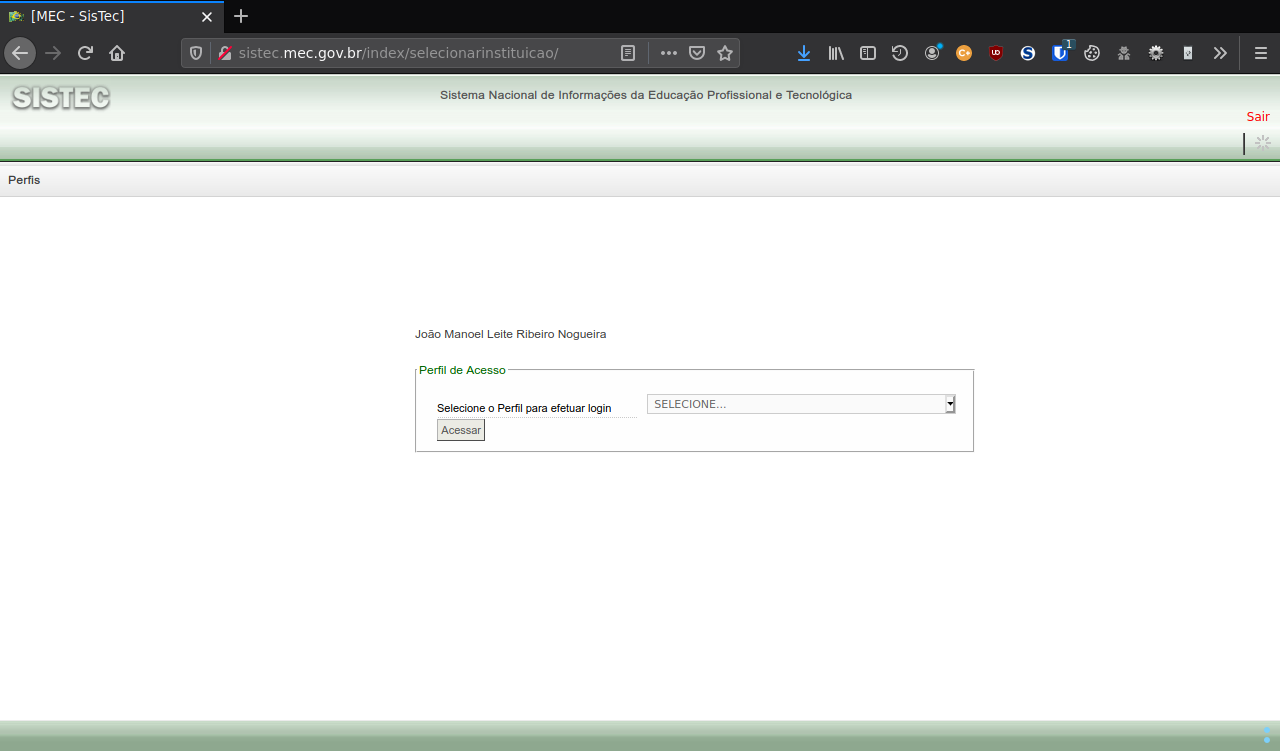 [MEC - SisTec]
sistec.mec.gov.br/index/selecionarinstituicao/
1
SISTEC
Sistema Nacional de Informações da Educação Profissional e Tecnológica
Sair
Perfis
João Manoel Leite Ribeiro Nogueira
Perfil de Acesso
Selecione o Perfil para efetuar login
SELECIONE...
Acessar